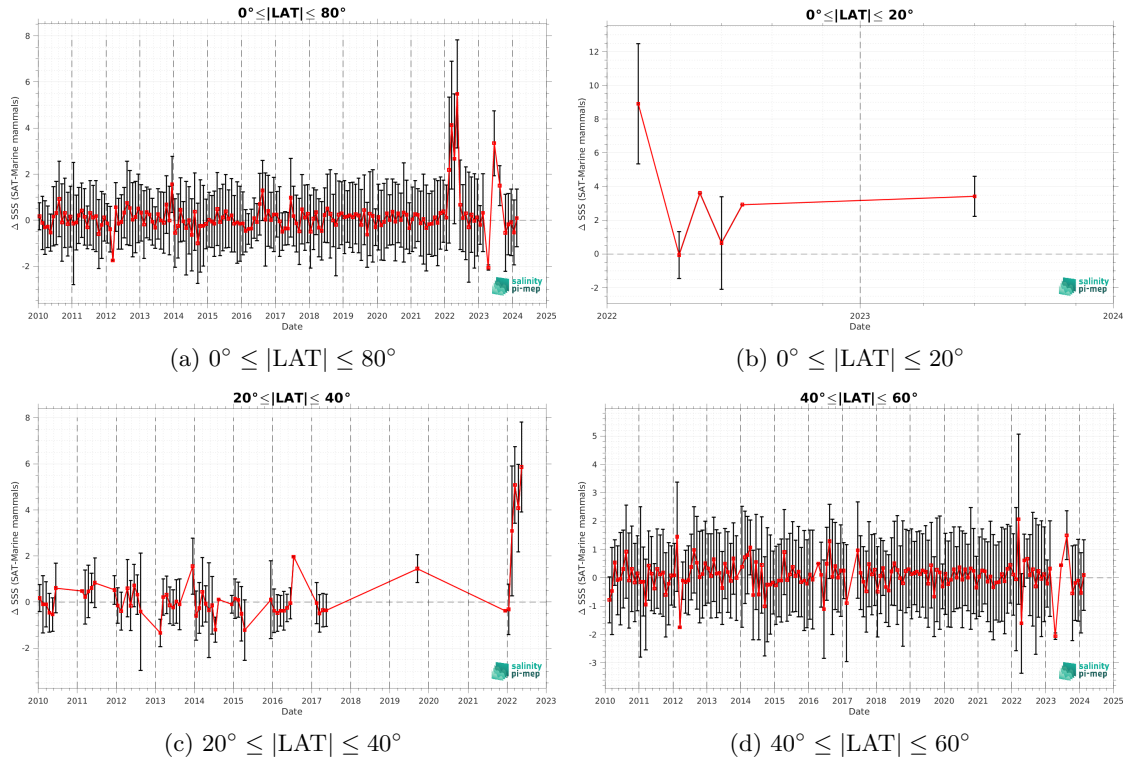 0°≤|LAT|≤ 80°
8
6
4
2
0
-2
Δ SSS (SAT-Marine mammals)
2010 2011 2012 2013 2014 2015 2016 2017 2018 2019 2020 2021 2022 2023 2024 2025
Date
salinity
pi-mep
(a) 0° ≤ |LAT| ≤ 80°
0°≤|LAT|≤ 20°
12
10
8
6
4
2
0
-2
Δ SSS (SAT-Marine mammals)
2022 2023 2024
Date
salinity
pi-mep
(b) 0° ≤ |LAT| ≤ 20°
20°≤|LAT|≤ 40°
8
6
4
2
0
-2
Δ SSS (SAT-Marine mammals)
2010 2011 2012 2013 2014 2015 2016 2017 2018 2019 2020 2021 2022 2023
Date
salinity
pi-mep
(c) 20° ≤ |LAT| ≤ 40°
40°≤|LAT|≤ 60°
5
4
3
2
1
0
-1
-2
-3
Δ SSS (SAT-Marine mammals)
2010 2011 2012 2013 2014 2015 2016 2017 2018 2019 2020 2021 2022 2023 2024 2025
Date
salinity
pi-mep
(d) 40° ≤ |LAT| ≤ 60°